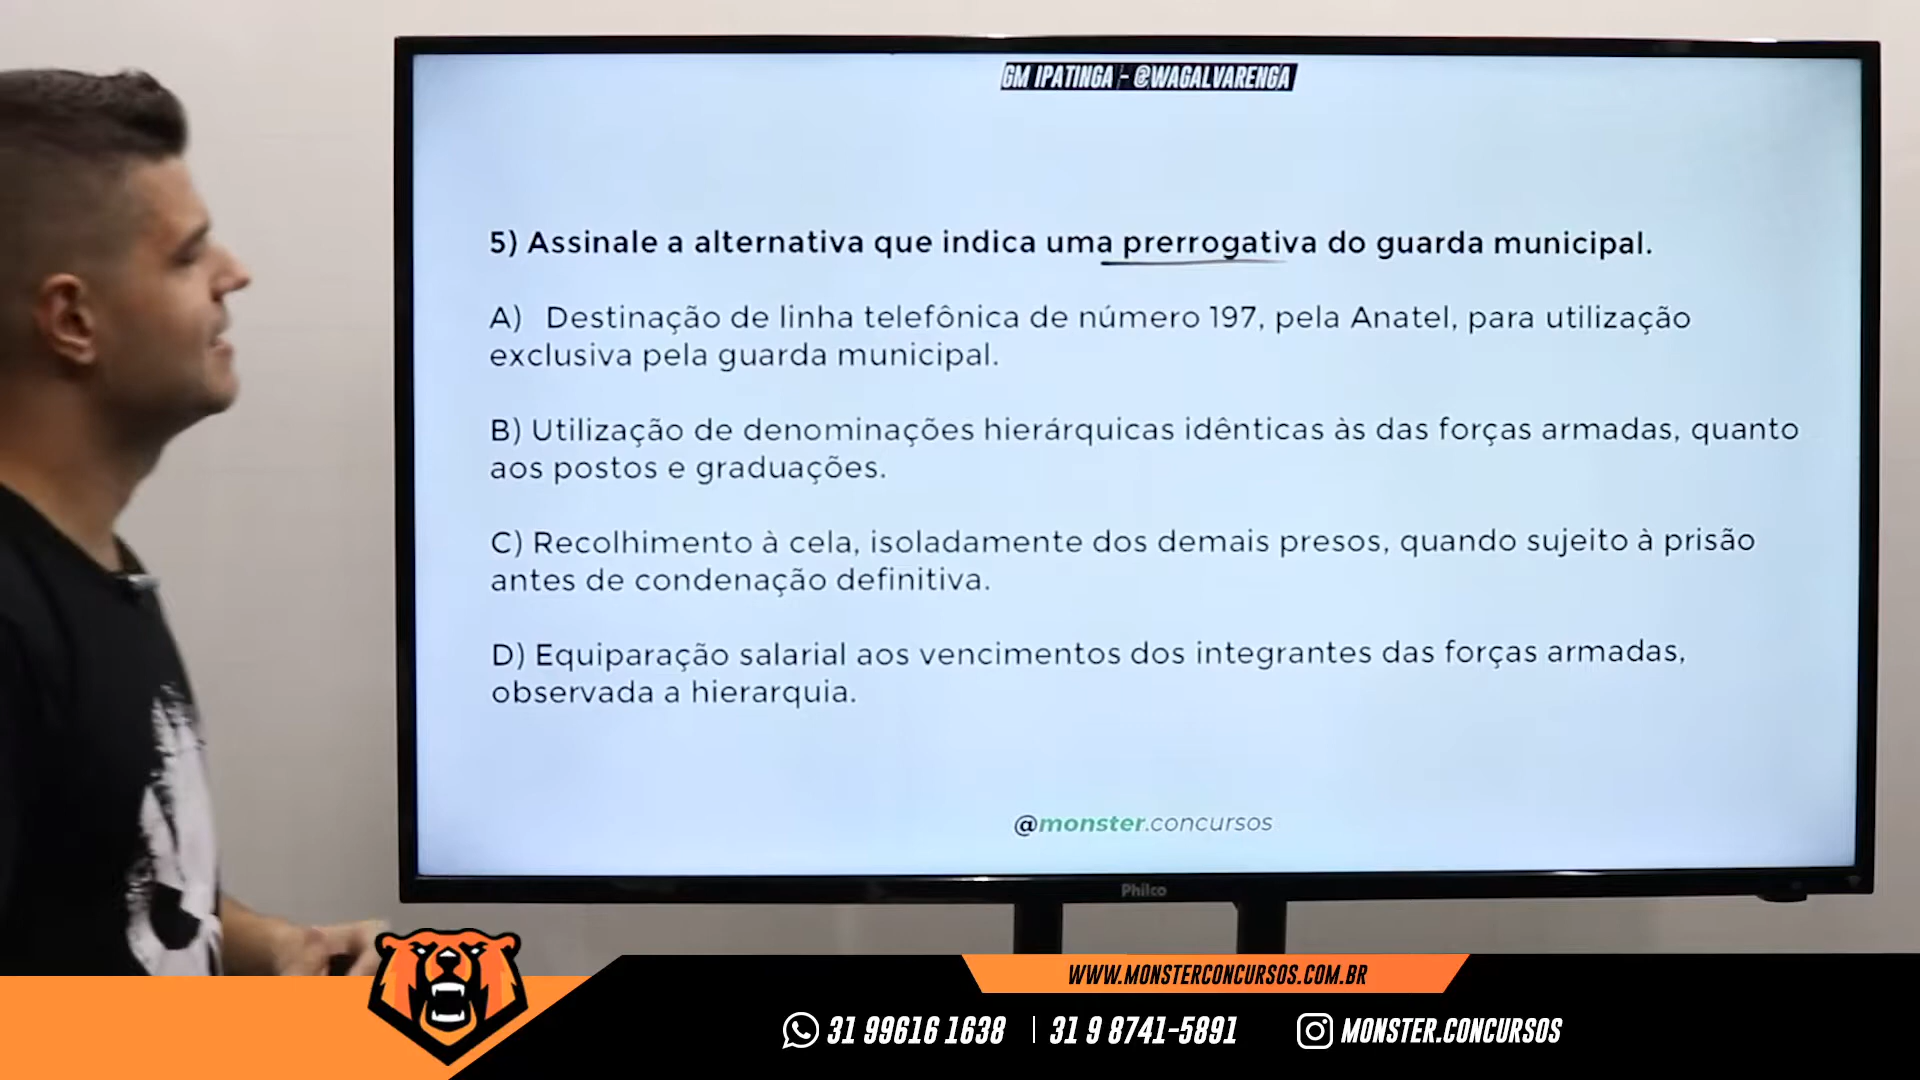 GM IPATINGA - @WAGALVARENGA
5) Assinale a alternativa que indica uma prerrogativa do guarda municipal.
A) Destinação de linha telefônica de número 197, pela Anatel, para utilização
exclusiva pela guarda municipal.
B) Utilização de denominações hierárquicas idênticas às das forças armadas, quanto
aos postos e graduações.
C) Recolhimento à cela, isoladamente dos demais presos, quando sujeito à prisão
antes de condenação definitiva.
D) Equiparação salarial aos vencimentos dos integrantes das forças armadas,
observada a hierarquia.
@monster.concursos
Philco
WWW.MONSTERCONCURSOS.COM.BR
31 99616 1638 | 31 9 8741-5891 MONSTER.CONCURSOS